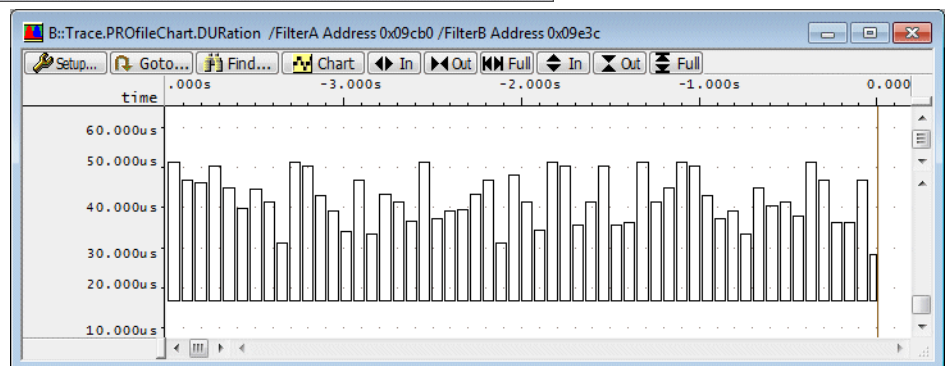 B::Trace.PROfileChart.DURation /FilterA Address 0x09cb0 /FilterB Address 0x09e3c
Setup... Goto... Find... Chart In Out Full In Out Full
.000s -3.000s -2.000s -1.000s 0.000
time
60.000us
50.000us
40.000us
30.000us
20.000us
10.000us